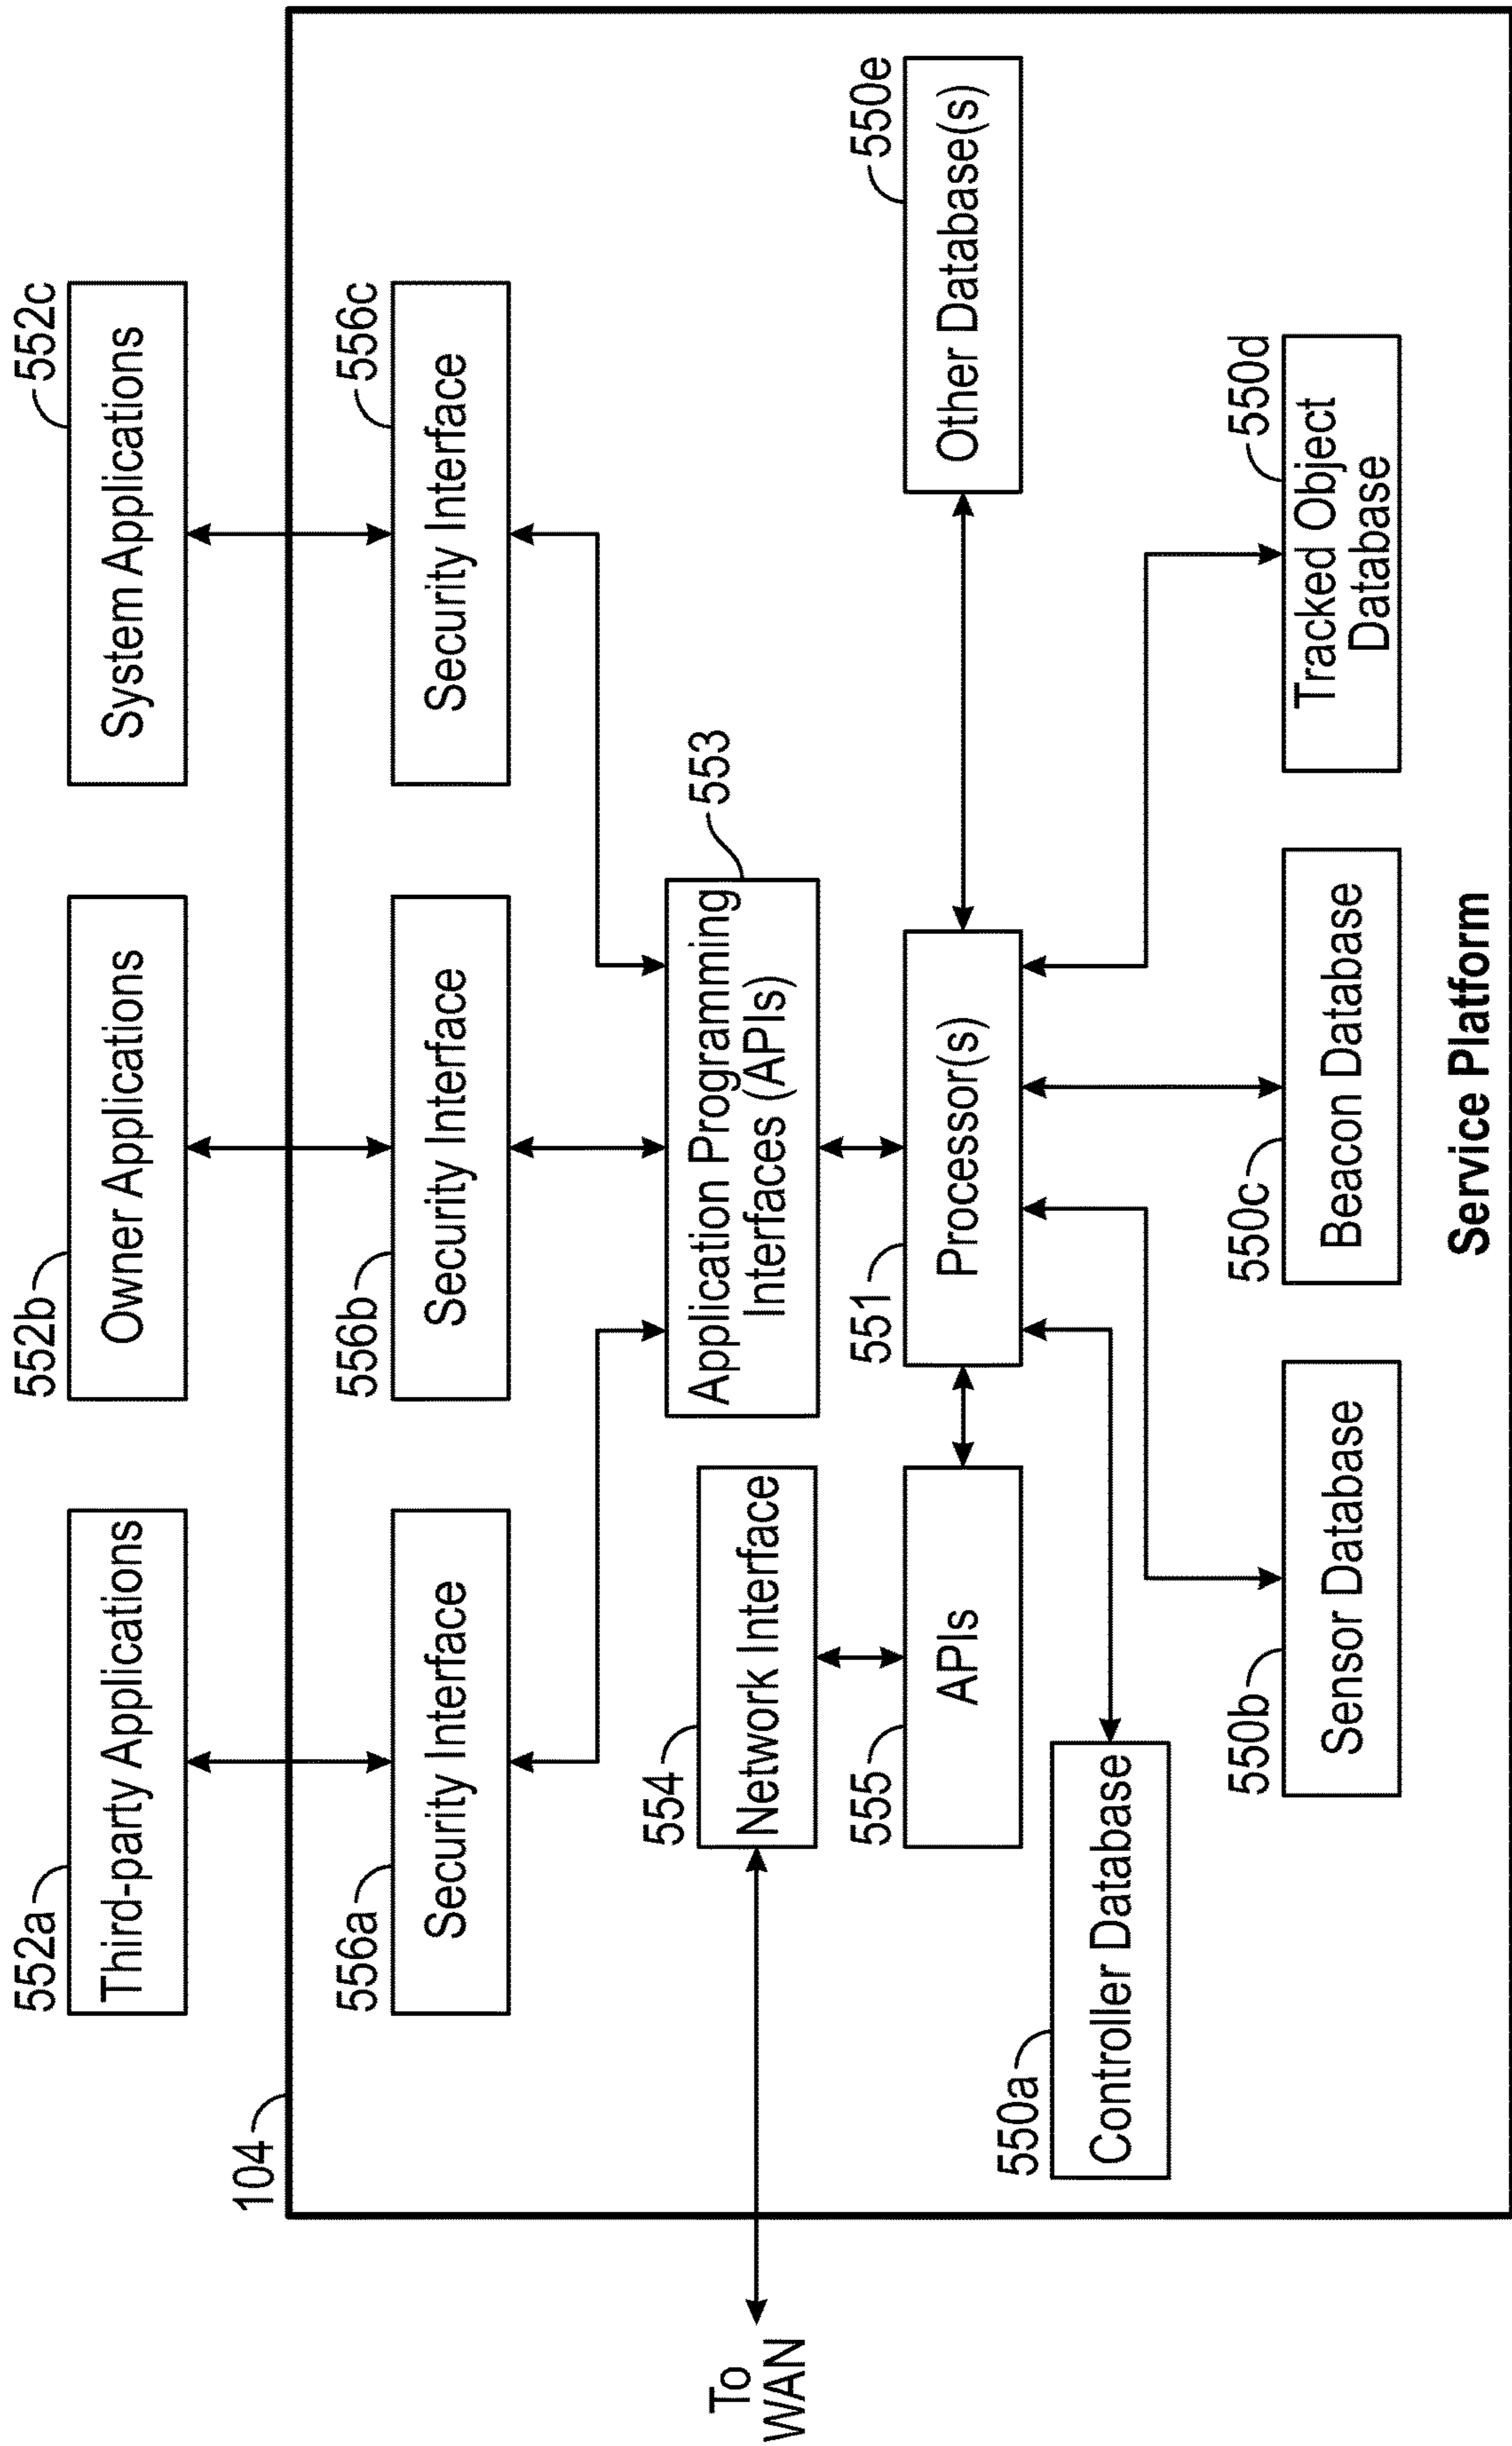 552a
Third-party Applications
552b
Owner Applications
552c
System Applications
104
556a
Security Interface
556b
Security Interface
556c
Security Interface
To
WAN
554
Network Interface
553
Application Programming
Interfaces (APIs)
555
APIs
551
Processor(s)
550e
Other Database(s)
550a
Controller Database
550b
Sensor Database
550c
Beacon Database
550d
Tracked Object
Database
Service Platform